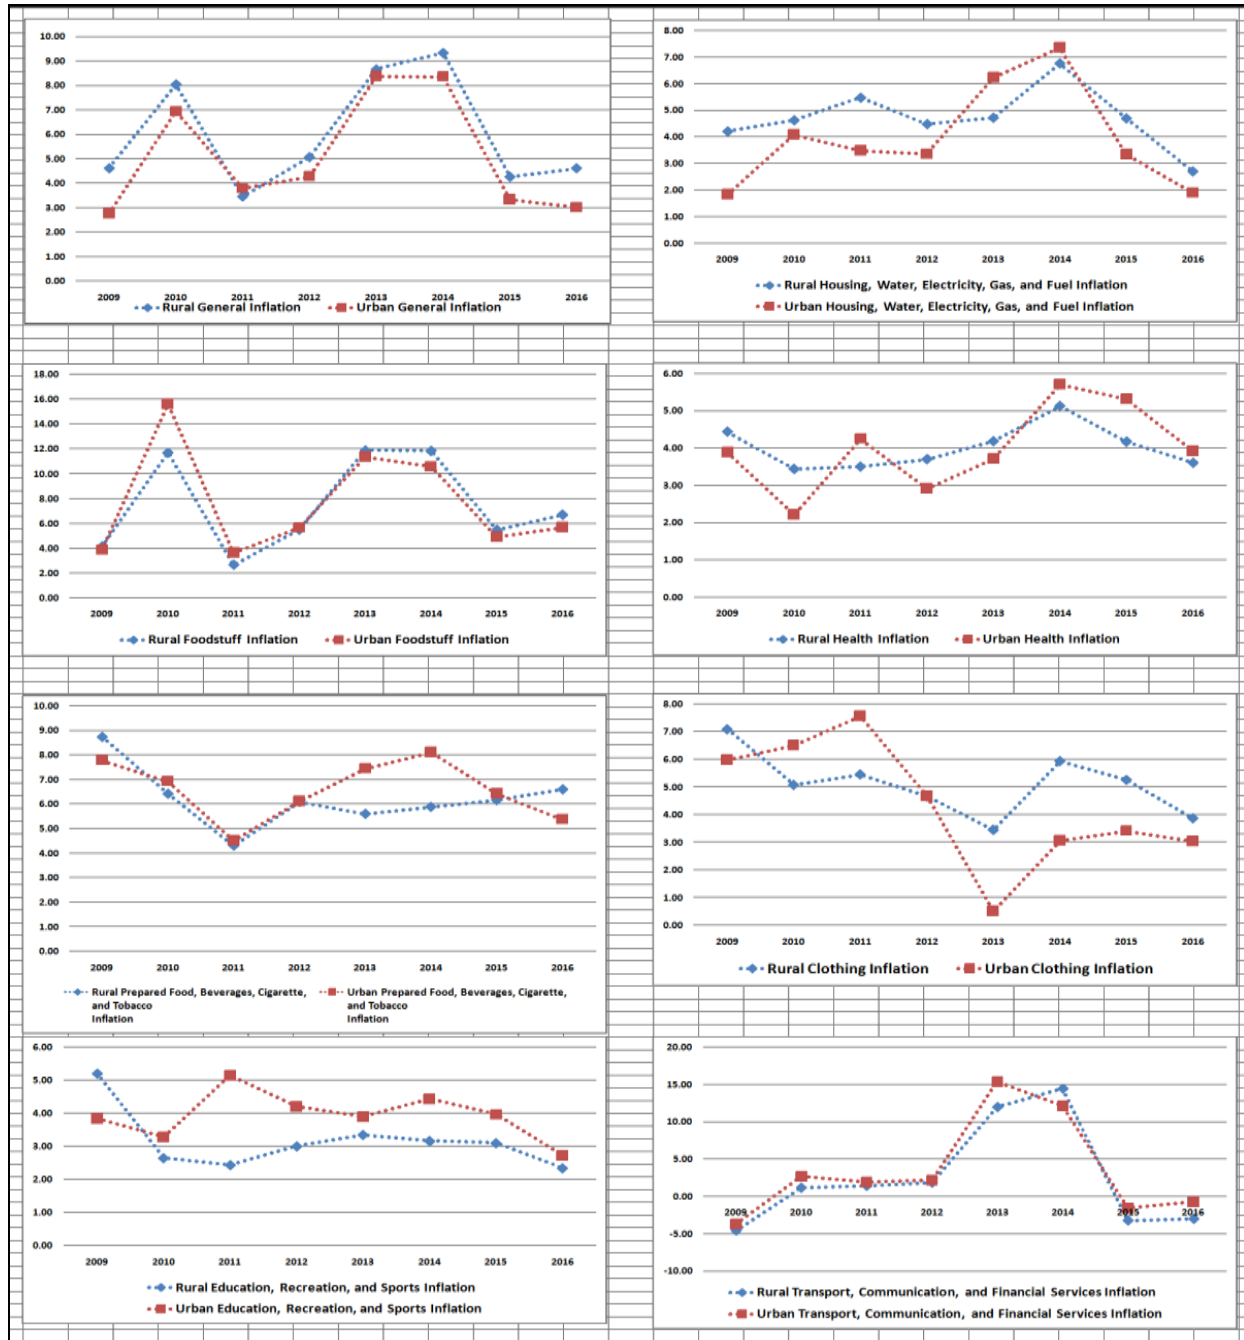 10.00
9.00
8.00
7.00
6.00
5.00
4.00
3.00
2.00
1.00
0.00
2009 2010 2011 2012 2013 2014 2015 2016
Rural General Inflation Urban General Inflation
8.00
7.00
6.00
5.00
4.00
3.00
2.00
1.00
0.00
2009 2010 2011 2012 2013 2014 2015 2016
Rural Housing, Water, Electricity, Gas, and Fuel Inflation
Urban Housing, Water, Electricity, Gas, and Fuel Inflation
18.00
16.00
14.00
12.00
10.00
8.00
6.00
4.00
2.00
0.00
2009 2010 2011 2012 2013 2014 2015 2016
Rural Foodstuff Inflation Urban Foodstuff Inflation
6.00
5.00
4.00
3.00
2.00
1.00
0.00
2009 2010 2011 2012 2013 2014 2015 2016
Rural Health Inflation Urban Health Inflation
10.00
9.00
8.00
7.00
6.00
5.00
4.00
3.00
2.00
1.00
0.00
2009 2010 2011 2012 2013 2014 2015 2016
Rural Prepared Food, Beverages, Cigarette,
and Tobacco
Inflation
Urban Prepared Food, Beverages, Cigarette,
and Tobacco
Inflation
8.00
7.00
6.00
5.00
4.00
3.00
2.00
1.00
0.00
2009 2010 2011 2012 2013 2014 2015 2016
Rural Clothing Inflation Urban Clothing Inflation
6.00
5.00
4.00
3.00
2.00
1.00
0.00
2009 2010 2011 2012 2013 2014 2015 2016
Rural Education, Recreation, and Sports Inflation
Urban Education, Recreation, and Sports Inflation
20.00
15.00
10.00
5.00
0.00
-5.00
-10.00
2009 2010 2011 2012 2013 2014 2015 2016
Rural Transport, Communication, and Financial Services Inflation
Urban Transport, Communication, and Financial Services Inflation